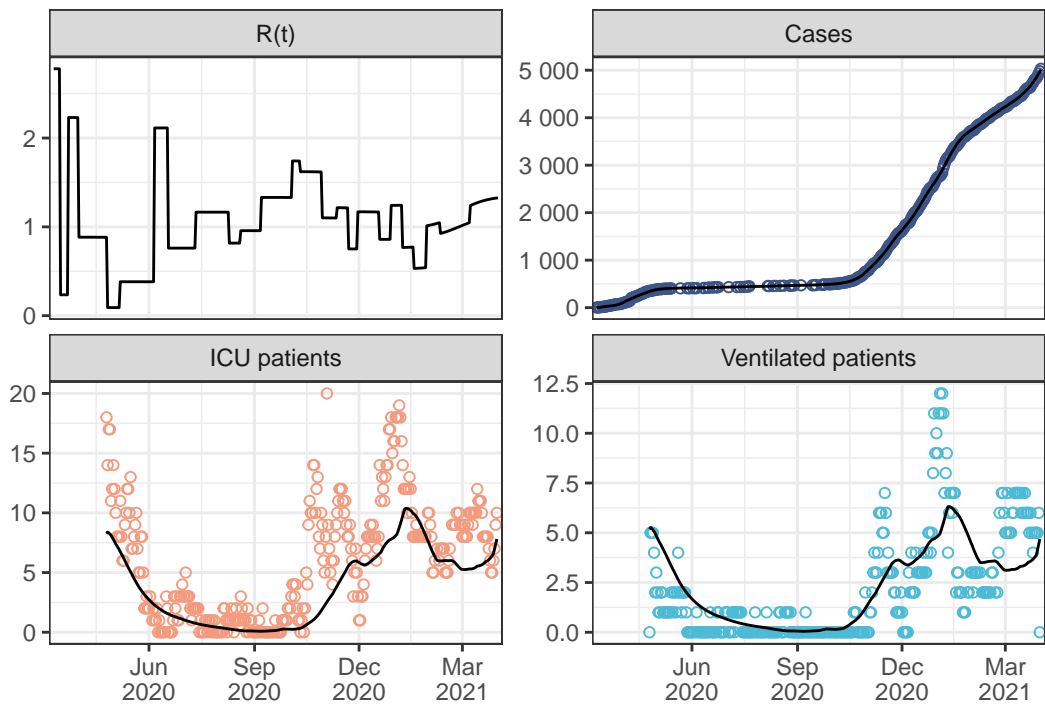 R(t)
Cases
2
1
0
5 000
4 000
3 000
2 000
1 000
0
ICU patients
Ventilated patients
20
15
10
5
0
12.5
10.0
7.5
5.0
2.5
0.0
Jun Sep Dec Mar
2020 2020 2020 2021
Jun Sep Dec Mar
2020 2020 2020 2021